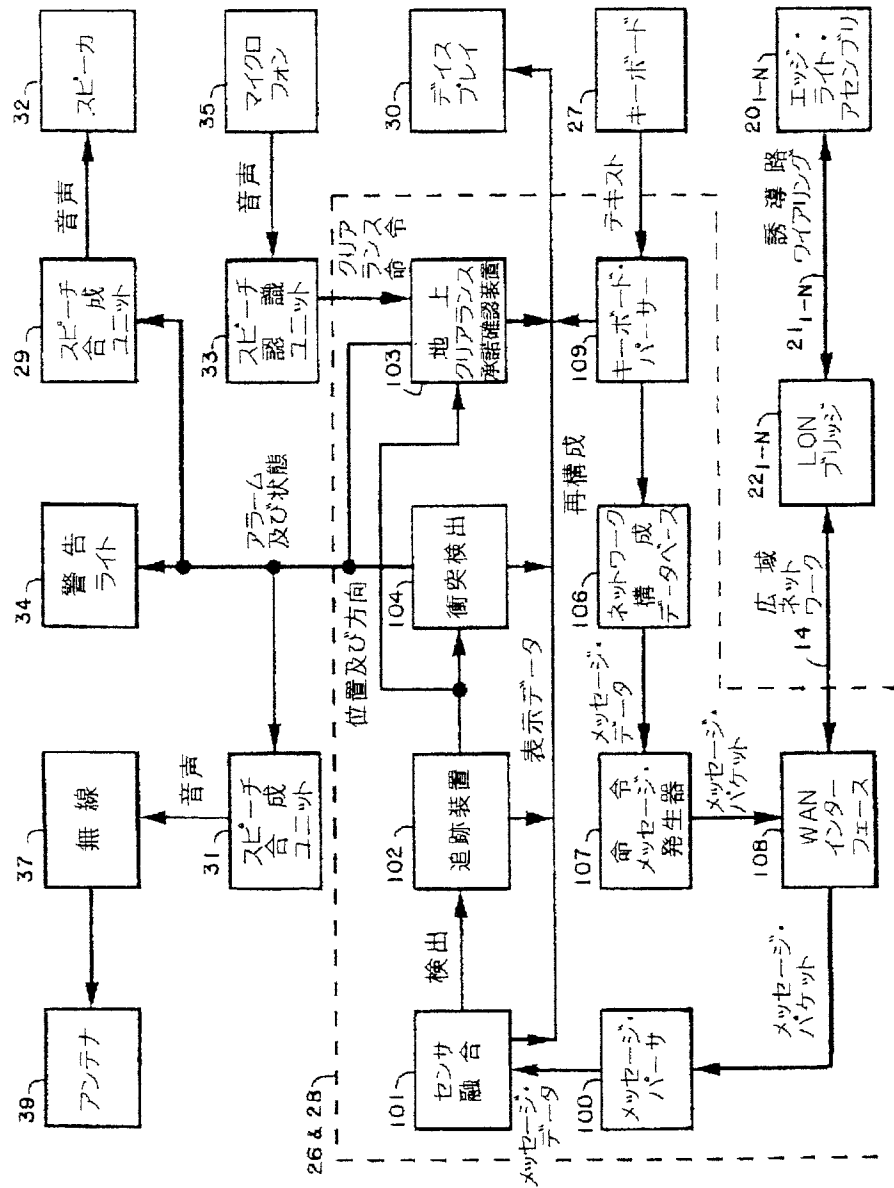 39
アンテナ
37
無線
34
警告
ライト
29
スピーチ
合成
ユニット
音声
32
スピーカ
音声
31
スピーチ
合成
ユニット
アラーム
及び状態
33
スピーチ
認識
ユニット
音声
35
マイクロ
フォン
26 & 28
位置及び方向
クリア
ランス
命令
101
センサ
融合
検出
102
追跡装置
104
衝突検出
103
地上
クリアランス
承諾確認装置
30
ディス
プレイ
表示データ
メッセージ・
データ
100
メッセージ・
パーサ
107
命令
メッセージ・
発生器
メッセージ・
データ
106
ネットワーク
構成
データベース
再構成
109
キーボード・
パーサー
テキスト
27
キーボード
メッセージ・
パケット
メッセージ・
パケット
108
WAN
インター
フェース
14
広域
ネット
ワーク
22 1-N
LON
ブリッジ
21 1-N
誘導路
ワイアリング
20 1-N
エッジ・
ライト・
アセンブリ